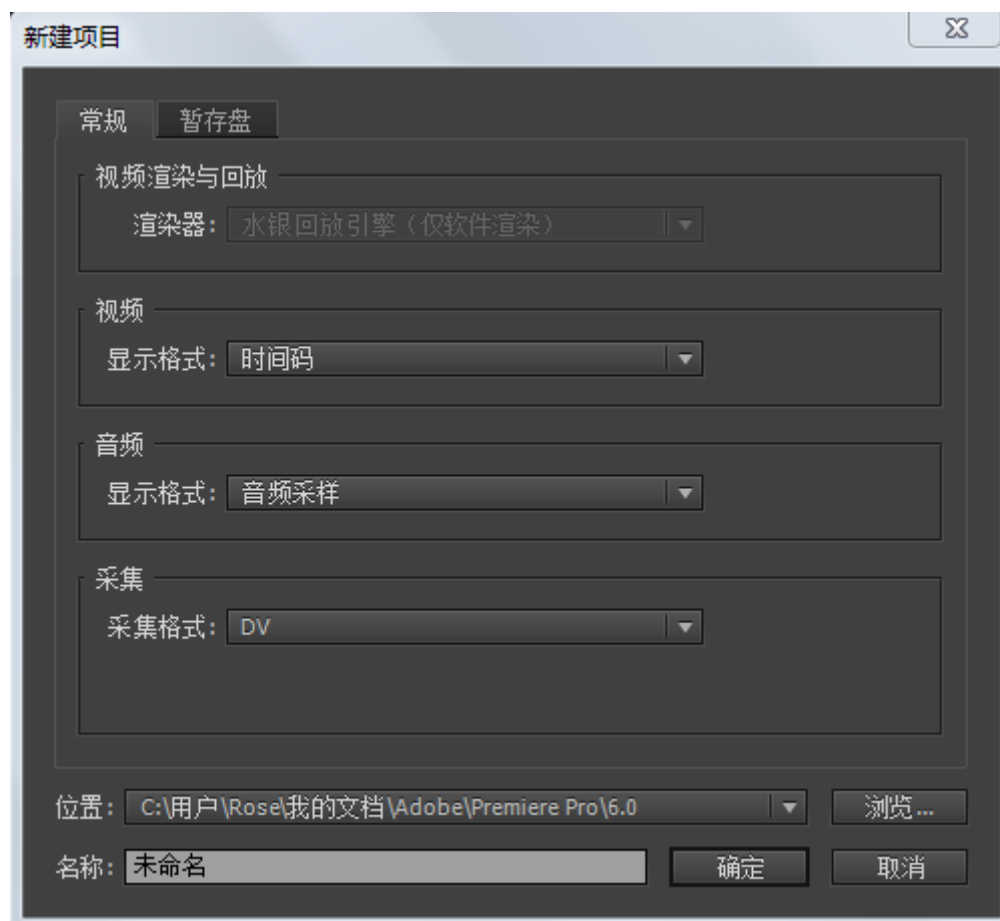 新建项目
常规 暂存盘
视频渲染与回放
渲染器: 水银回放引擎（仅软件渲染）
视频
显示格式: 时间码
音频
显示格式: 音频采样
采集
采集格式: DV
位置: C:\用户\Rose\我的文档\Adobe\Premiere Pro\6.0 浏览...
名称: 未命名 确定 取消